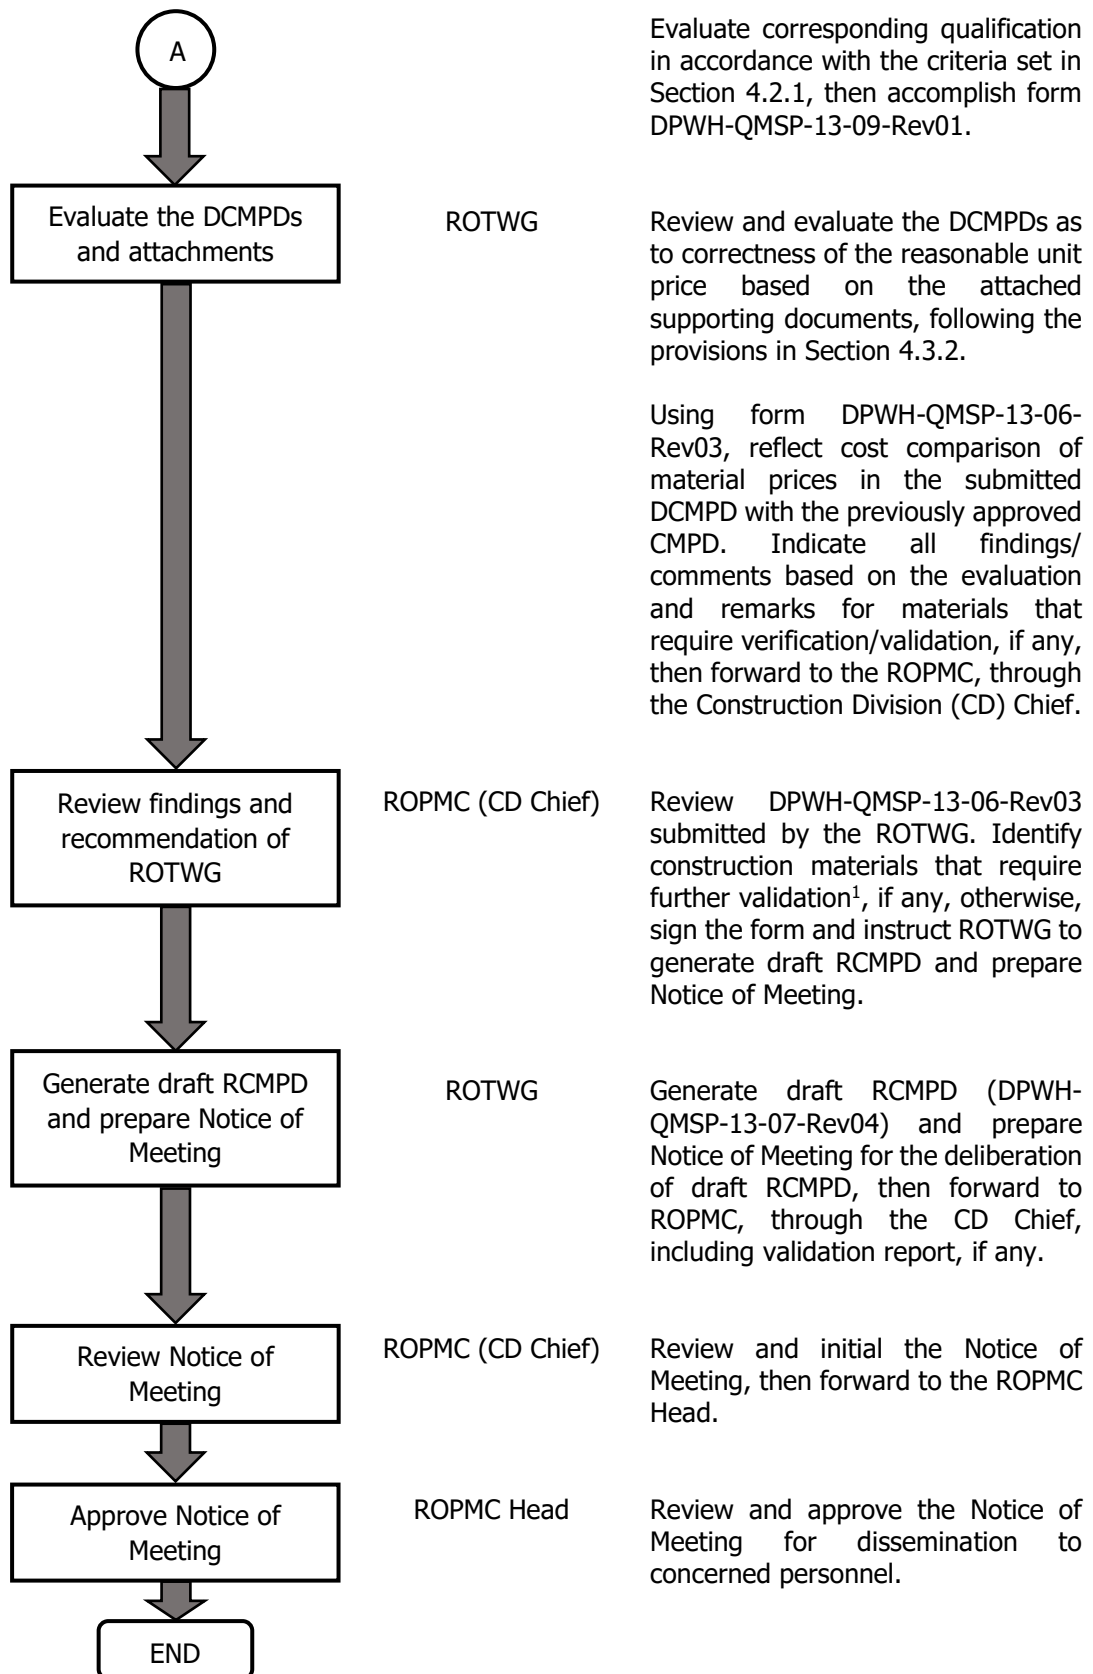 A
Evaluate corresponding qualification
in accordance with the criteria set in
Section 4.2.1, then accomplish form
DPWH-QMSP-13-09-Rev01.
Evaluate the DCMPDs
and attachments
ROTWG
Review and evaluate the DCMPDs as
to correctness of the reasonable unit
price based on the attached
supporting documents, following the
provisions in Section 4.3.2.
Using form DPWH-QMSP-13-06-
Rev03, reflect cost comparison of
material prices in the submitted
DCMPD with the previously approved
CMPD. Indicate all findings/
comments based on the evaluation
and remarks for materials that
require verification/validation, if any,
then forward to the ROPMC, through
the Construction Division (CD) Chief.
Review findings and
recommendation of
ROTWG
ROPMC (CD Chief)
Review DPWH-QMSP-13-06-Rev03
submitted by the ROTWG. Identify
construction materials that require
further validation¹, if any, otherwise,
sign the form and instruct ROTWG to
generate draft RCMPD and prepare
Notice of Meeting.
Generate draft RCMPD
and prepare Notice of
Meeting
ROTWG
Generate draft RCMPD (DPWH-
QMSP-13-07-Rev04) and prepare
Notice of Meeting for the deliberation
of draft RCMPD, then forward to
ROPMC, through the CD Chief,
including validation report, if any.
Review Notice of
Meeting
ROPMC (CD Chief)
Review and initial the Notice of
Meeting, then forward to the ROPMC
Head.
Approve Notice of
Meeting
ROPMC Head
Review and approve the Notice of
Meeting for dissemination to
concerned personnel.
END